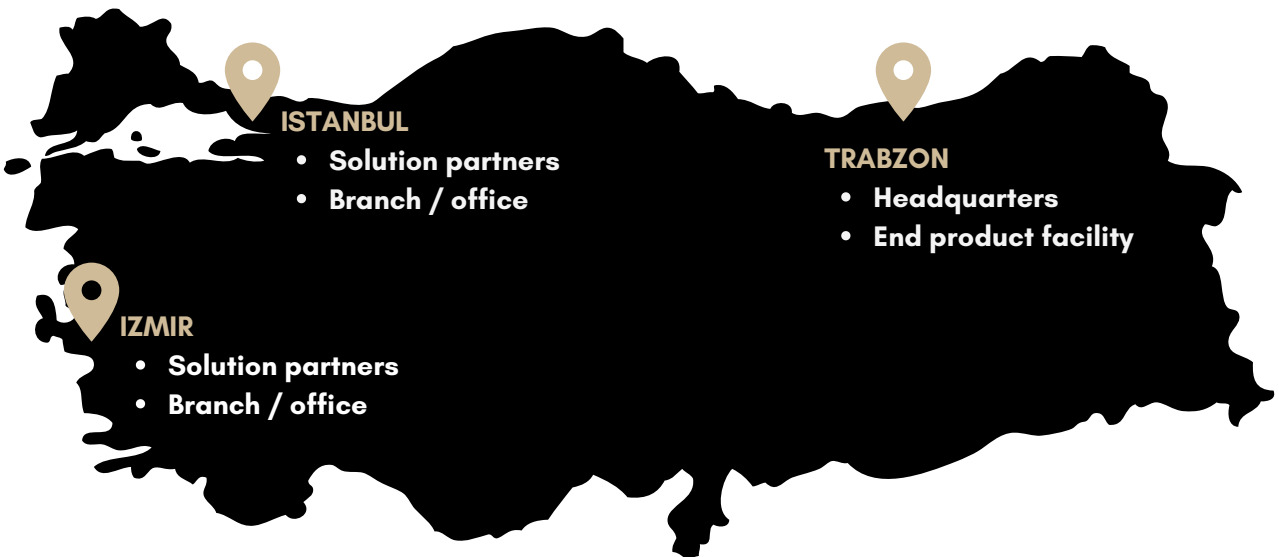 ISTANBUL
• Solution partners
• Branch / office
TRABZON
• Headquarters
• End product facility
IZMIR
• Solution partners
• Branch / office